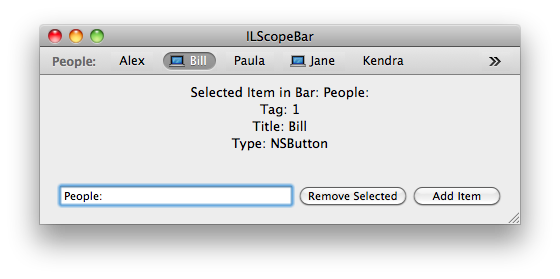 ILScopeBar
People: Alex Bill Paula Jane Kendra »
Selected Item in Bar: People:
Tag: 1
Title: Bill
Type: NSButton
People: Remove Selected Add Item